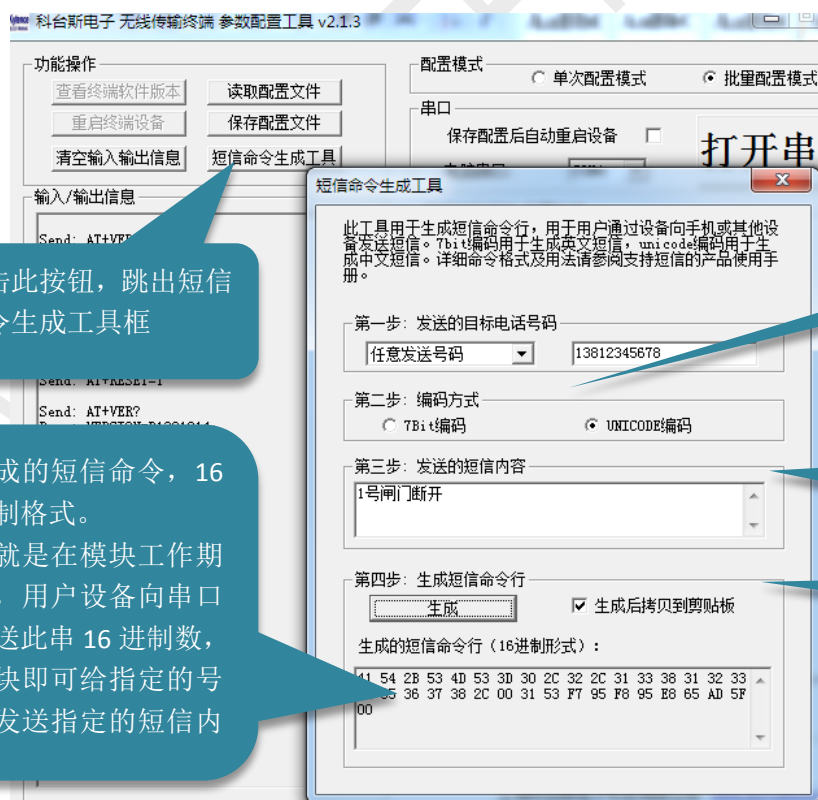 科台斯电子 无线传输终端 参数配置工具 v2.1.3
功能操作
查看终端软件版本
读取配置文件
重启终端设备
保存配置文件
清空输入输出信息
短信命令生成工具
配置模式
单次配置模式
批量配置模式
串口
保存配置后自动重启设备
打开串
输入/输出信息
Send: AT+VER?
击此按钮，跳出短信
令生成工具框
Send: AT+RESET=1
Send: AT+VER?
成的短信命令，16
制格式。
就是在模块工作期
，用户设备向串口
送此串 16 进制数，
块即可给指定的号
发送指定的短信内
短信命令生成工具
此工具用于生成短信命令行，用于用户通过设备向手机或其他设
备发送短信。7bit编码用于生成英文短信，unicode编码用于生
成中文短信。详细命令格式及用法请参阅支持短信的产品使用手
册。
第一步：发送的目标电话号码
任意发送号码
13812345678
第二步：编码方式
7Bit编码
UNICODE编码
第三步：发送的短信内容
1号闸门断开
第四步：生成短信命令行
生成
生成后拷贝到剪贴板
生成的短信命令行（16进制形式）：
41 54 2B 53 4D 53 3D 30 2C 32 2C 31 33 38 31 32 33
35 36 37 38 2C 00 31 53 F7 95 F8 95 E8 65 AD 5F
00